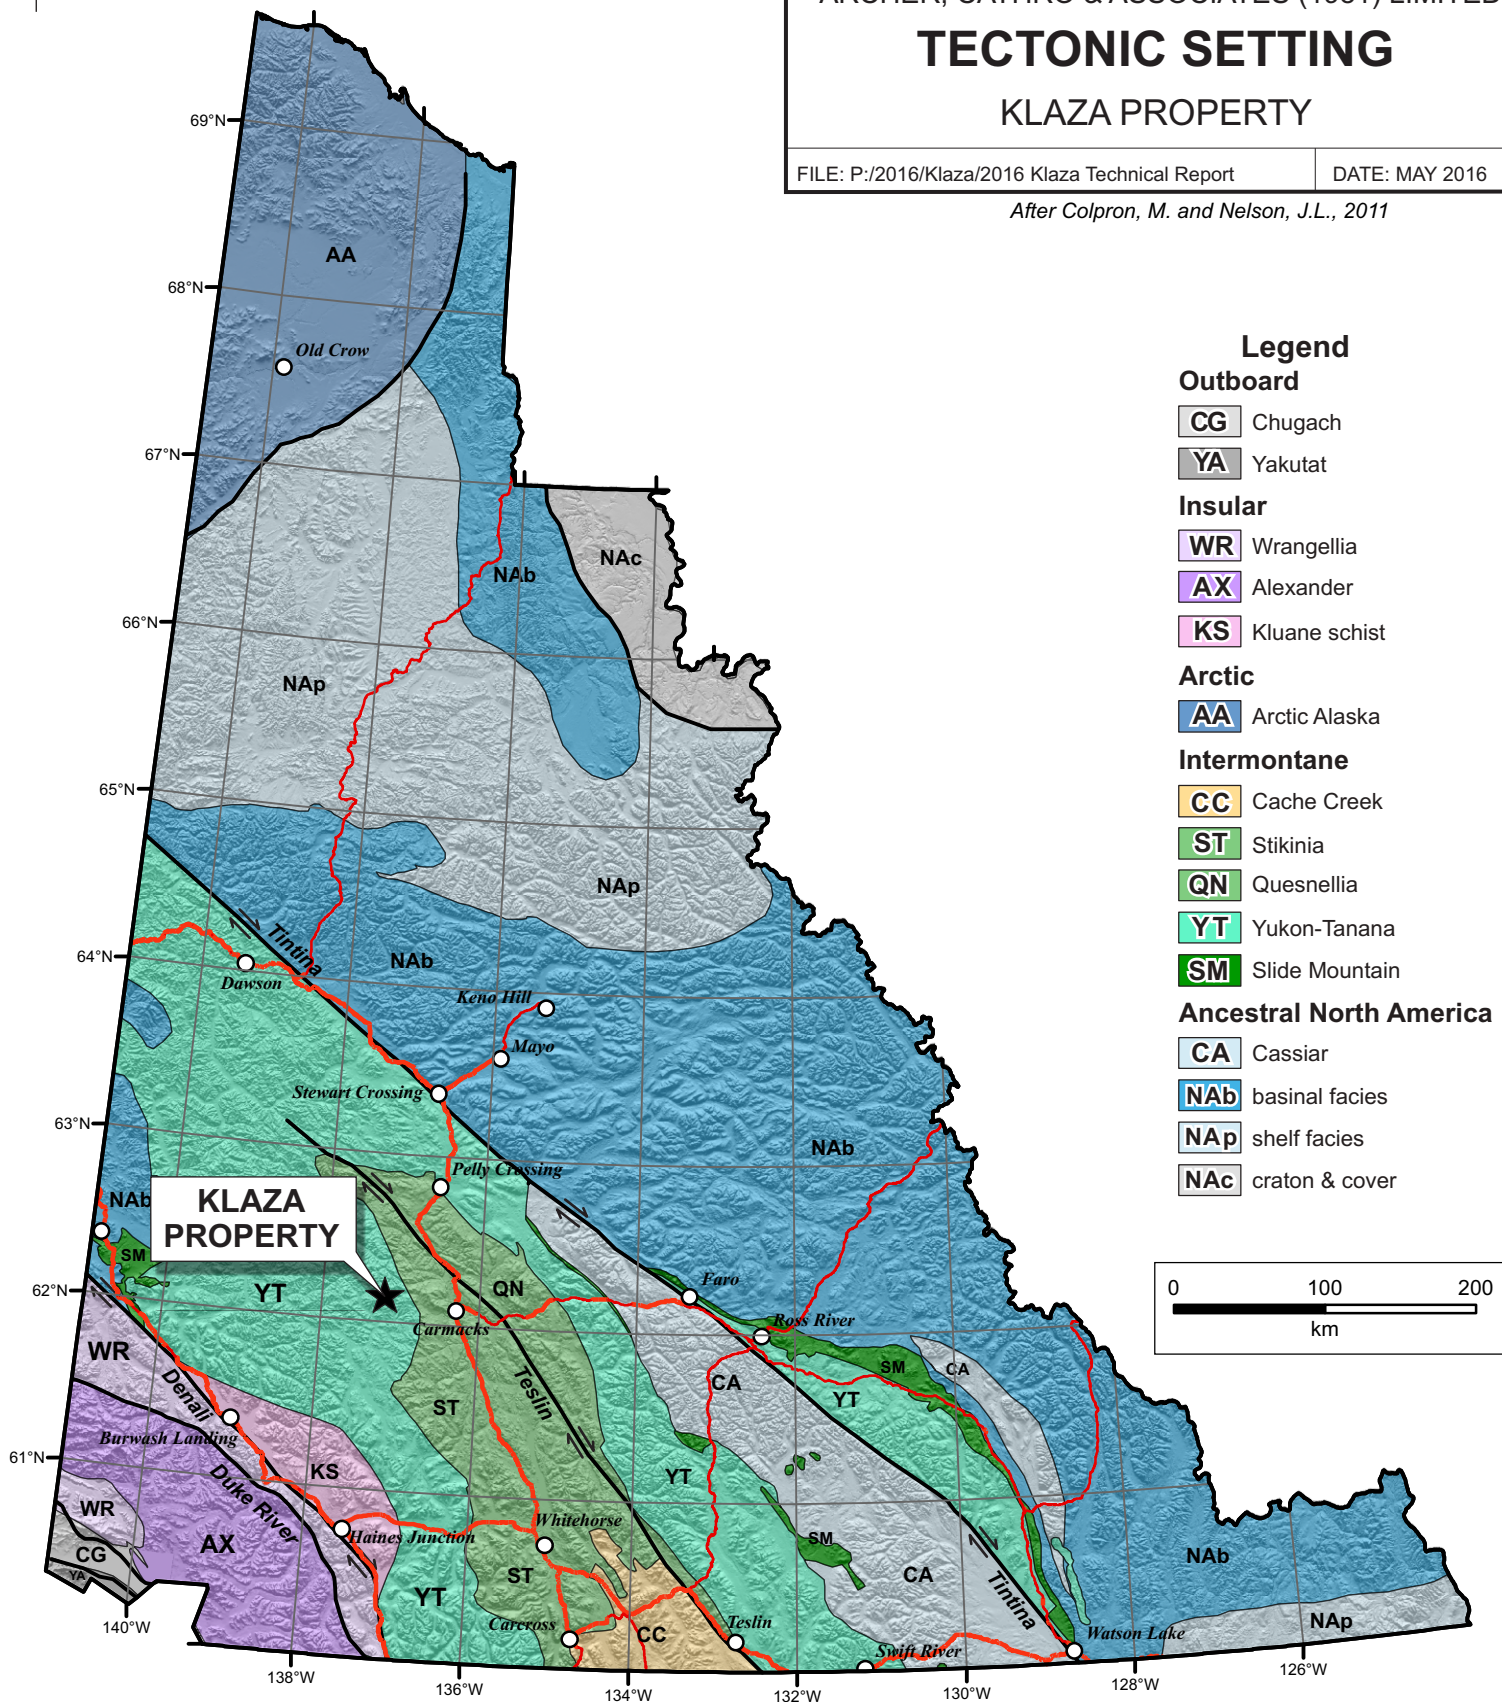 ARCHER, CATHRO & ASSOCIATES (1981) LIMITED
TECTONIC SETTING
KLAZA PROPERTY
FILE: P:/2016/Klaza/2016 Klaza Technical Report
DATE: MAY 2016
After Colpron, M. and Nelson, J.L., 2011
69°N
68°N
67°N
66°N
65°N
64°N
63°N
62°N
61°N
140°W
138°W
136°W
134°W
132°W
130°W
128°W
126°W
AA
Old Crow
NAb
NAc
NAp
NAp
Tintina
Dawson
NAb
Keno Hill
Mayo
Stewart Crossing
NAb
Pelly Crossing
NAb
KLAZA
PROPERTY
SM
YT
QN
Faro
Carmacks
Ross River
WR
Denali
Teslin
ST
CA
SM
CA
YT
Burwash Landing
KS
Duke River
YT
WR
AX
Haines Junction
Whitehorse
SM
CG
YA
YT
ST
CA
Tintina
NAb
Carcross
CC
Teslin
Swift River
Watson Lake
NAp
Legend
Outboard
CG Chugach
YA Yakutat
Insular
WR Wrangellia
AX Alexander
KS Kluane schist
Arctic
AA Arctic Alaska
Intermontane
CC Cache Creek
ST Stikinia
QN Quesnellia
YT Yukon-Tanana
SM Slide Mountain
Ancestral North America
CA Cassiar
NAb basinal facies
NAp shelf facies
NAc craton & cover
0 100 200
km